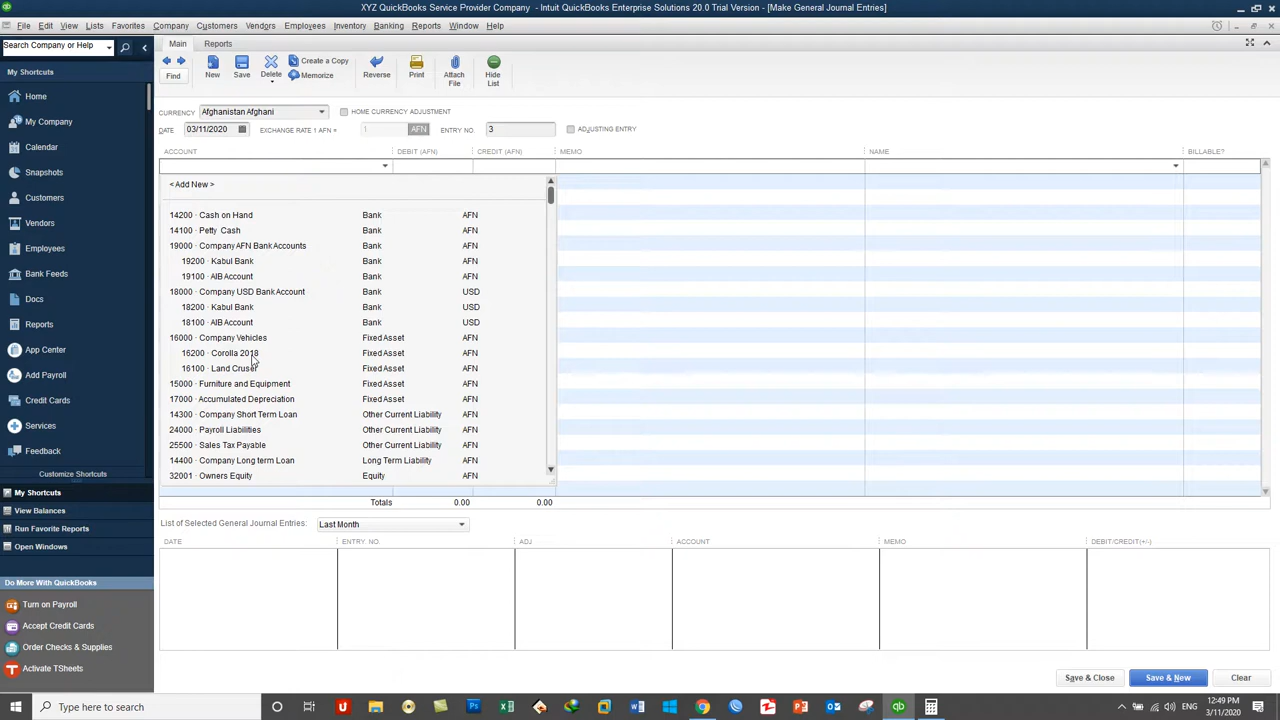 XYZ QuickBooks Service Provider Company - Intuit QuickBooks Enterprise Solutions 20.0 Trial Version - [Make General Journal Entries]
File Edit View Lists Favorites Company Customers Vendors Employees Inventory Banking Reports Window Help
Search Company or Help
My Shortcuts
Home
My Company
Calendar
Snapshots
Customers
Vendors
Employees
Bank Feeds
Docs
Reports
App Center
Add Payroll
Credit Cards
Services
Feedback
Customize Shortcuts
My Shortcuts
View Balances
Run Favorite Reports
Open Windows
Do More With QuickBooks
Turn on Payroll
Accept Credit Cards
Order Checks & Supplies
Activate TSheets
Main Reports
Find New Save Delete Create a Copy Memorize Reverse Print Attach File Hide List
CURRENCY Afghanistan Afghani HOME CURRENCY ADJUSTMENT
DATE 03/11/2020 EXCHANGE RATE 1 AFN = 1 AFN ENTRY NO. 3 ADJUSTING ENTRY
ACCOUNT DEBIT (AFN) CREDIT (AFN) MEMO NAME BILLABLE?
< Add New >
14200 · Cash on Hand Bank AFN
14100 · Petty Cash Bank AFN
19000 · Company AFN Bank Accounts Bank AFN
19200 · Kabul Bank Bank AFN
19100 · AIB Account Bank AFN
18000 · Company USD Bank Account Bank USD
18200 · Kabul Bank Bank USD
18100 · AIB Account Bank USD
16000 · Company Vehicles Fixed Asset AFN
16200 · Corolla 2018 Fixed Asset AFN
16100 · Land Cruser Fixed Asset AFN
15000 · Furniture and Equipment Fixed Asset AFN
17000 · Accumulated Depreciation Fixed Asset AFN
14300 · Company Short Term Loan Other Current Liability AFN
24000 · Payroll Liabilities Other Current Liability AFN
25500 · Sales Tax Payable Other Current Liability AFN
14400 · Company Long term Loan Long Term Liability AFN
32001 · Owners Equity Equity AFN
Totals 0.00 0.00
List of Selected General Journal Entries: Last Month
DATE ENTRY. NO. ADJ ACCOUNT MEMO DEBIT/CREDIT(+/-)
Save & Close Save & New Clear
Type here to search
12:49 PM
3/11/2020